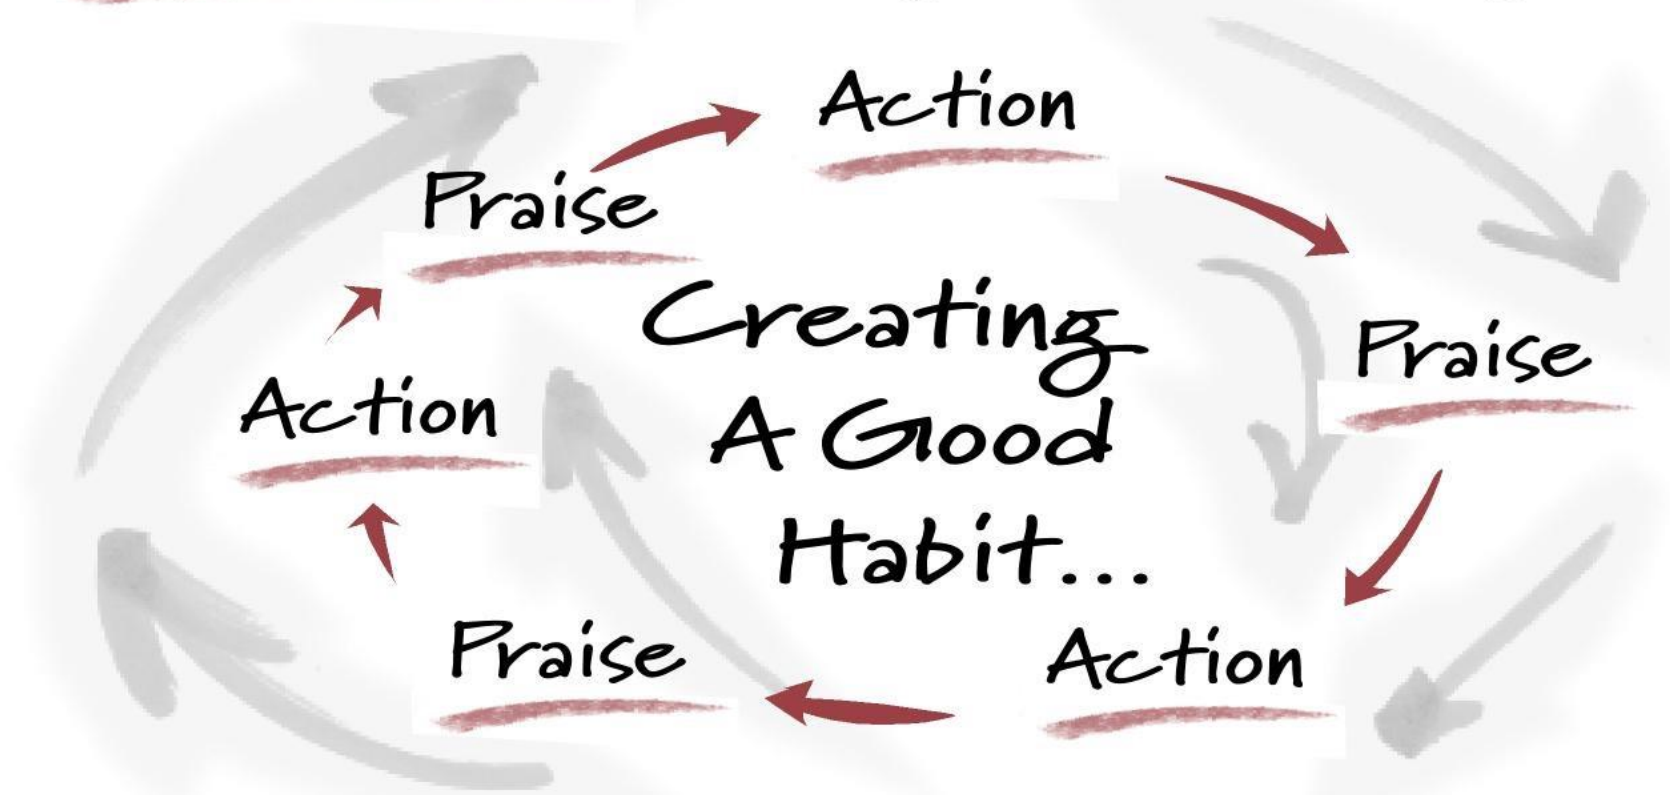 Action
Praise
Creating
Praise
A Good
Action
Habit...
Praise
Action